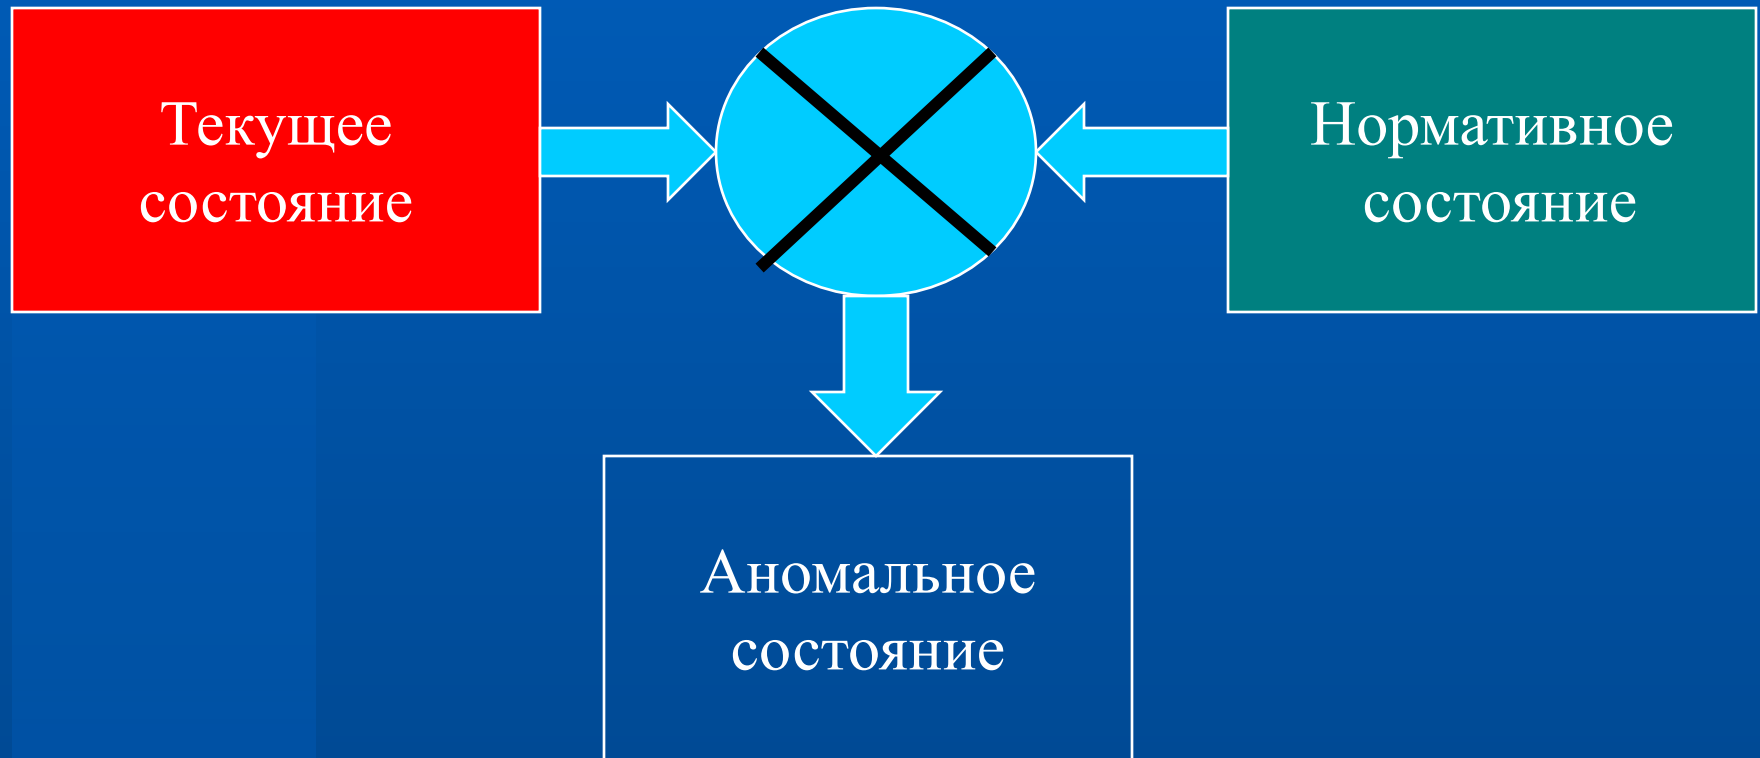 Текущее
состояние
Нормативное
состояние
Аномальное
состояние